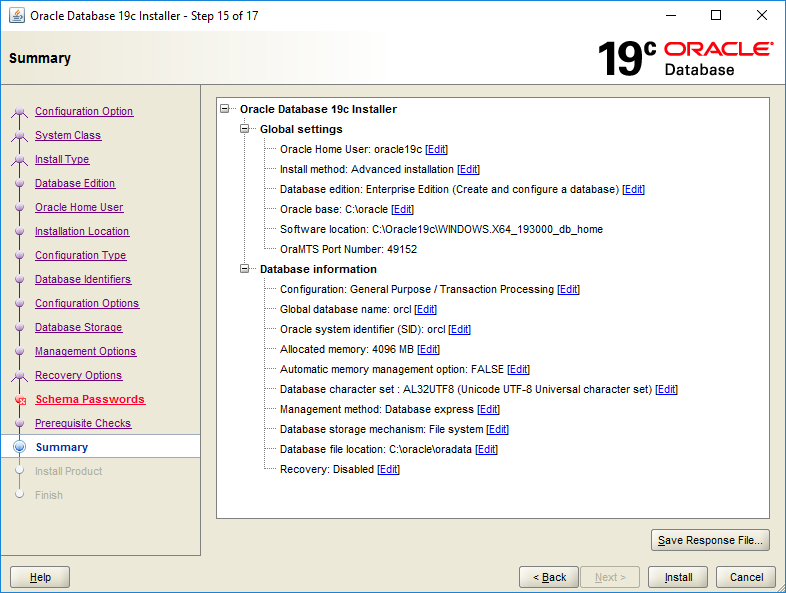 Oracle Database 19c Installer - Step 15 of 17
Summary
19c ORACLE
Database
Configuration Option
System Class
Install Type
Database Edition
Oracle Home User
Installation Location
Configuration Type
Database Identifiers
Configuration Options
Database Storage
Management Options
Recovery Options
Schema Passwords
Prerequisite Checks
Summary
Install Product
Finish
Oracle Database 19c Installer
Global settings
Oracle Home User: oracle19c [Edit]
Install method: Advanced installation [Edit]
Database edition: Enterprise Edition (Create and configure a database) [Edit]
Oracle base: C:\oracle [Edit]
Software location: C:\Oracle19c\WINDOWS.X64_193000_db_home
OraMTS Port Number: 49152
Database information
Configuration: General Purpose / Transaction Processing [Edit]
Global database name: orcl [Edit]
Oracle system identifier (SID): orcl [Edit]
Allocated memory: 4096 MB [Edit]
Automatic memory management option: FALSE [Edit]
Database character set : AL32UTF8 (Unicode UTF-8 Universal character set) [Edit]
Management method: Database express [Edit]
Database storage mechanism: File system [Edit]
Database file location: C:\oracle\oradata [Edit]
Recovery: Disabled [Edit]
Save Response File...
Help
< Back
Next >
Install
Cancel